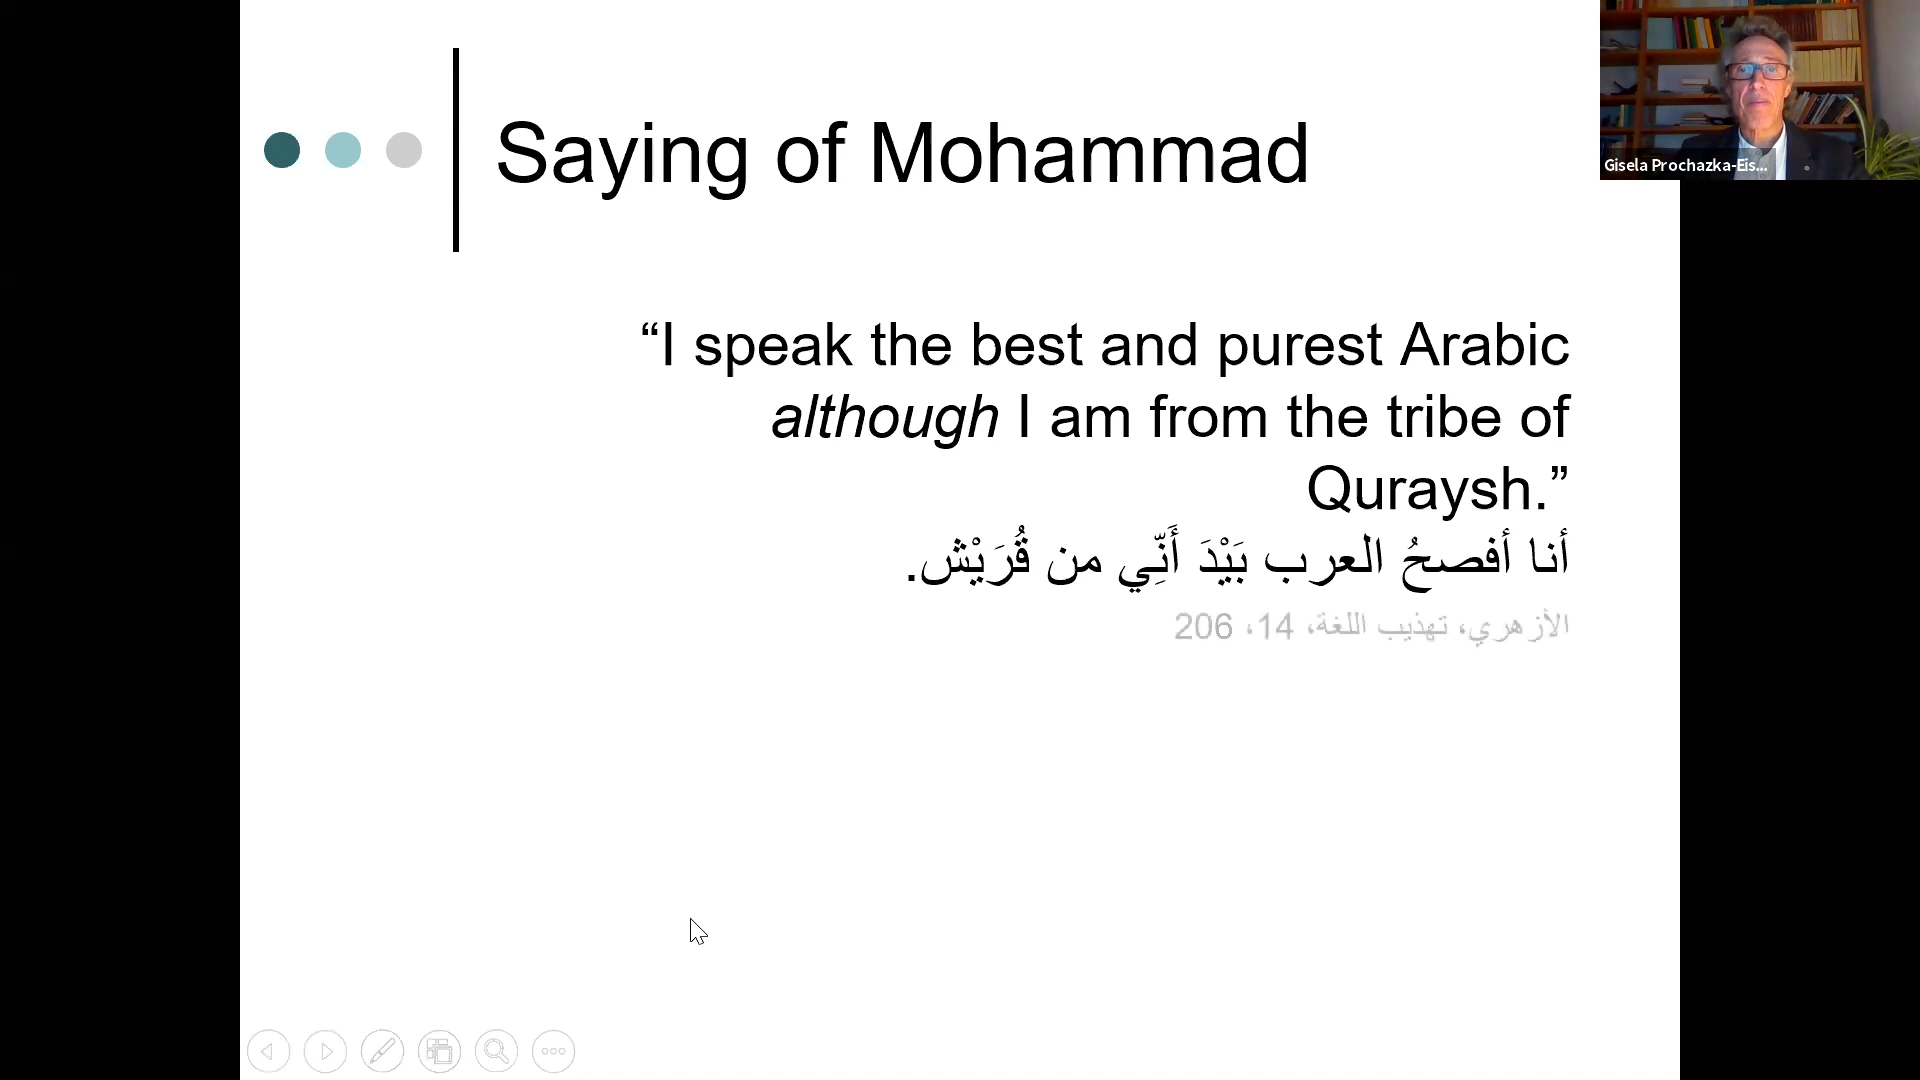 Saying of Mohammad
“I speak the best and purest Arabic
although I am from the tribe of
Quraysh.”
أنا أفصحُ العرب بَيْدَ أَنِّي من قُرَيْش.
الأزهري، تهذيب اللغة، 14، 206
Gisela Prochazka-Eis...